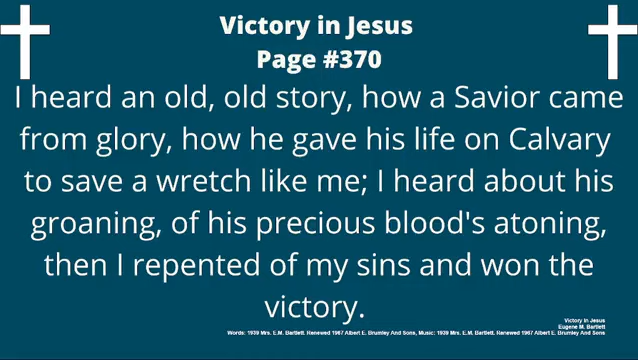 Victory in Jesus
Page #370
I heard an old, old story, how a Savior came
from glory, how he gave his life on Calvary
to save a wretch like me; I heard about his
groaning, of his precious blood's atoning,
then I repented of my sins and won the
victory.
Victory In Jesus
Eugene M. Bartlett
Words: 1939 Mrs. E.M. Bartlett. Renewed 1967 Albert E. Brumley And Sons, Music: 1939 Mrs. E.M. Bartlett. Renewed 1967 Albert E. Brumley And Sons